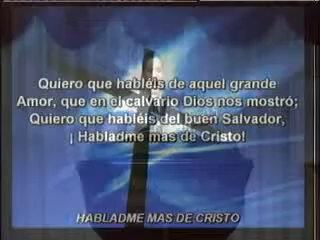 Quiero que habléis de aquel grande
Amor, que en el calvario Dios nos mostró;
Quiero que habléis del buen Salvador,
¡ Habladme mas de Cristo!
HABLADME MAS DE CRISTO